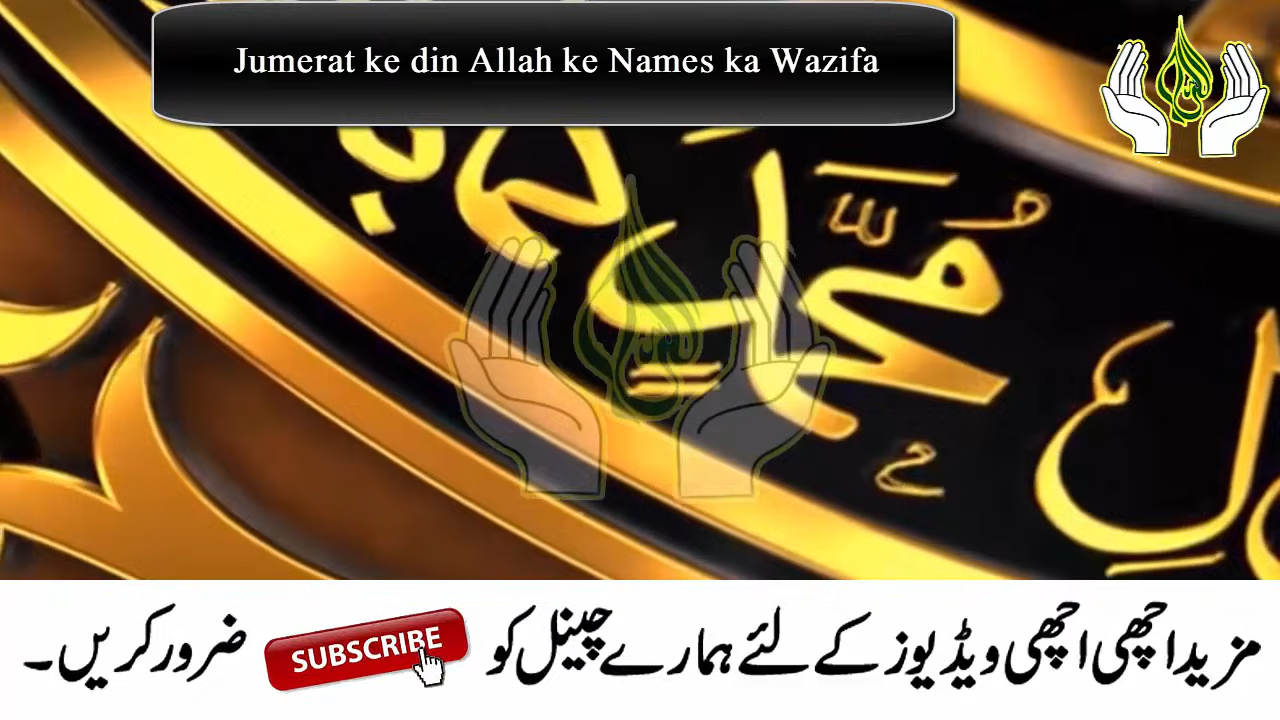 Jumerat ke din Allah ke Names ka Wazifa
مُحَمَّد
مزید اچھی اچھی ویڈیوز کے لئے ہمارے چینل کو SUBSCRIBE ضرور کریں۔